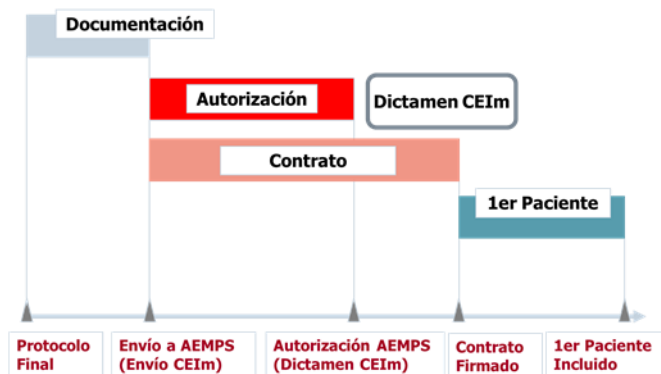 Documentación
Autorización
Dictamen CEIm
Contrato
1er Paciente
Protocolo
Final
Envío a AEMPS
(Envío CEIm)
Autorización AEMPS
(Dictamen CEIm)
Contrato
Firmado
1er Paciente
Incluido